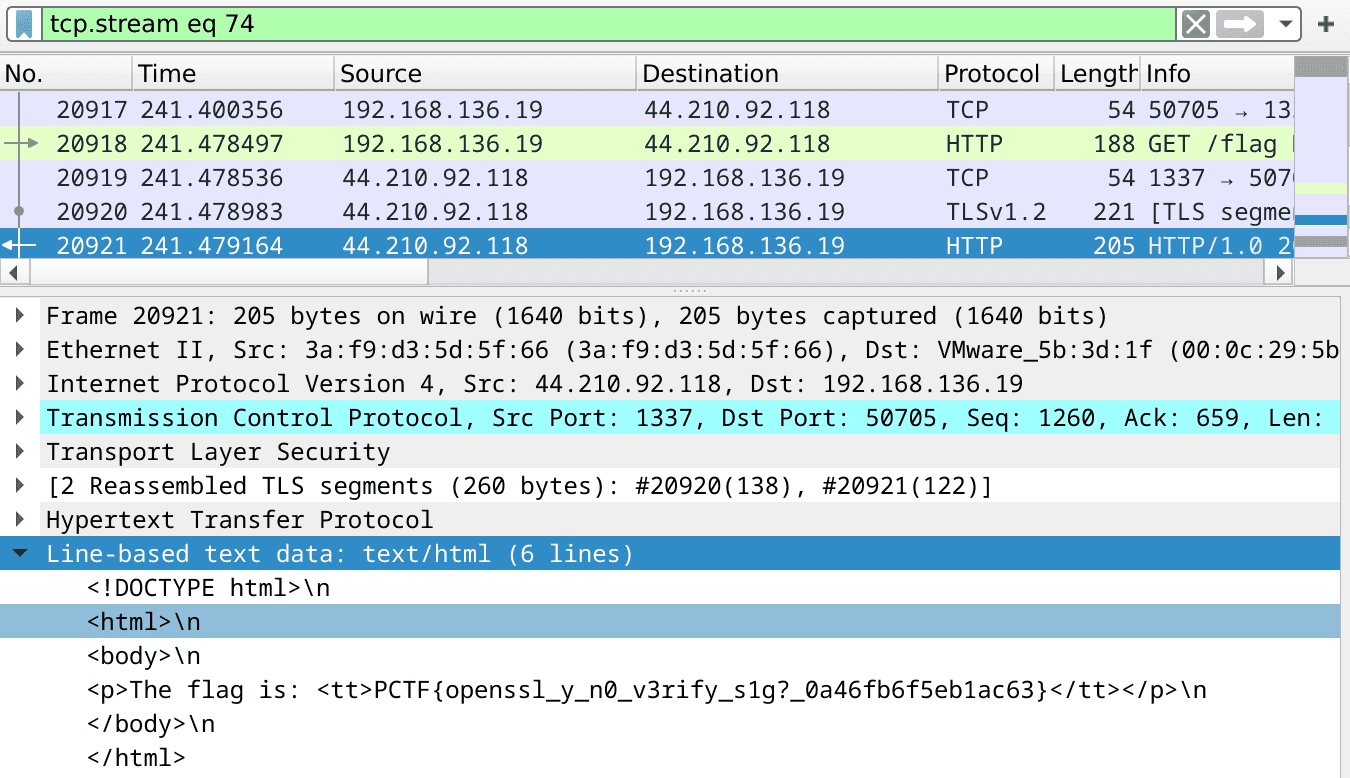 tcp.stream eq 74
No. Time Source Destination Protocol Length Info
20917 241.400356 192.168.136.19 44.210.92.118 TCP 54 50705 → 13
20918 241.478497 192.168.136.19 44.210.92.118 HTTP 188 GET /flag
20919 241.478536 44.210.92.118 192.168.136.19 TCP 54 1337 → 507
20920 241.478983 44.210.92.118 192.168.136.19 TLSv1.2 221 [TLS segme
20921 241.479164 44.210.92.118 192.168.136.19 HTTP 205 HTTP/1.0 2
Frame 20921: 205 bytes on wire (1640 bits), 205 bytes captured (1640 bits)
Ethernet II, Src: 3a:f9:d3:5d:5f:66 (3a:f9:d3:5d:5f:66), Dst: VMware_5b:3d:1f (00:0c:29:5b
Internet Protocol Version 4, Src: 44.210.92.118, Dst: 192.168.136.19
Transmission Control Protocol, Src Port: 1337, Dst Port: 50705, Seq: 1260, Ack: 659, Len:
Transport Layer Security
[2 Reassembled TLS segments (260 bytes): #20920(138), #20921(122)]
Hypertext Transfer Protocol
Line-based text data: text/html (6 lines)
<!DOCTYPE html>\n
<html>\n
<body>\n
<p>The flag is: <tt>PCTF{openssl_y_n0_v3rify_s1g?_0a46fb6f5eb1ac63}</tt></p>\n
</body>\n
</html>